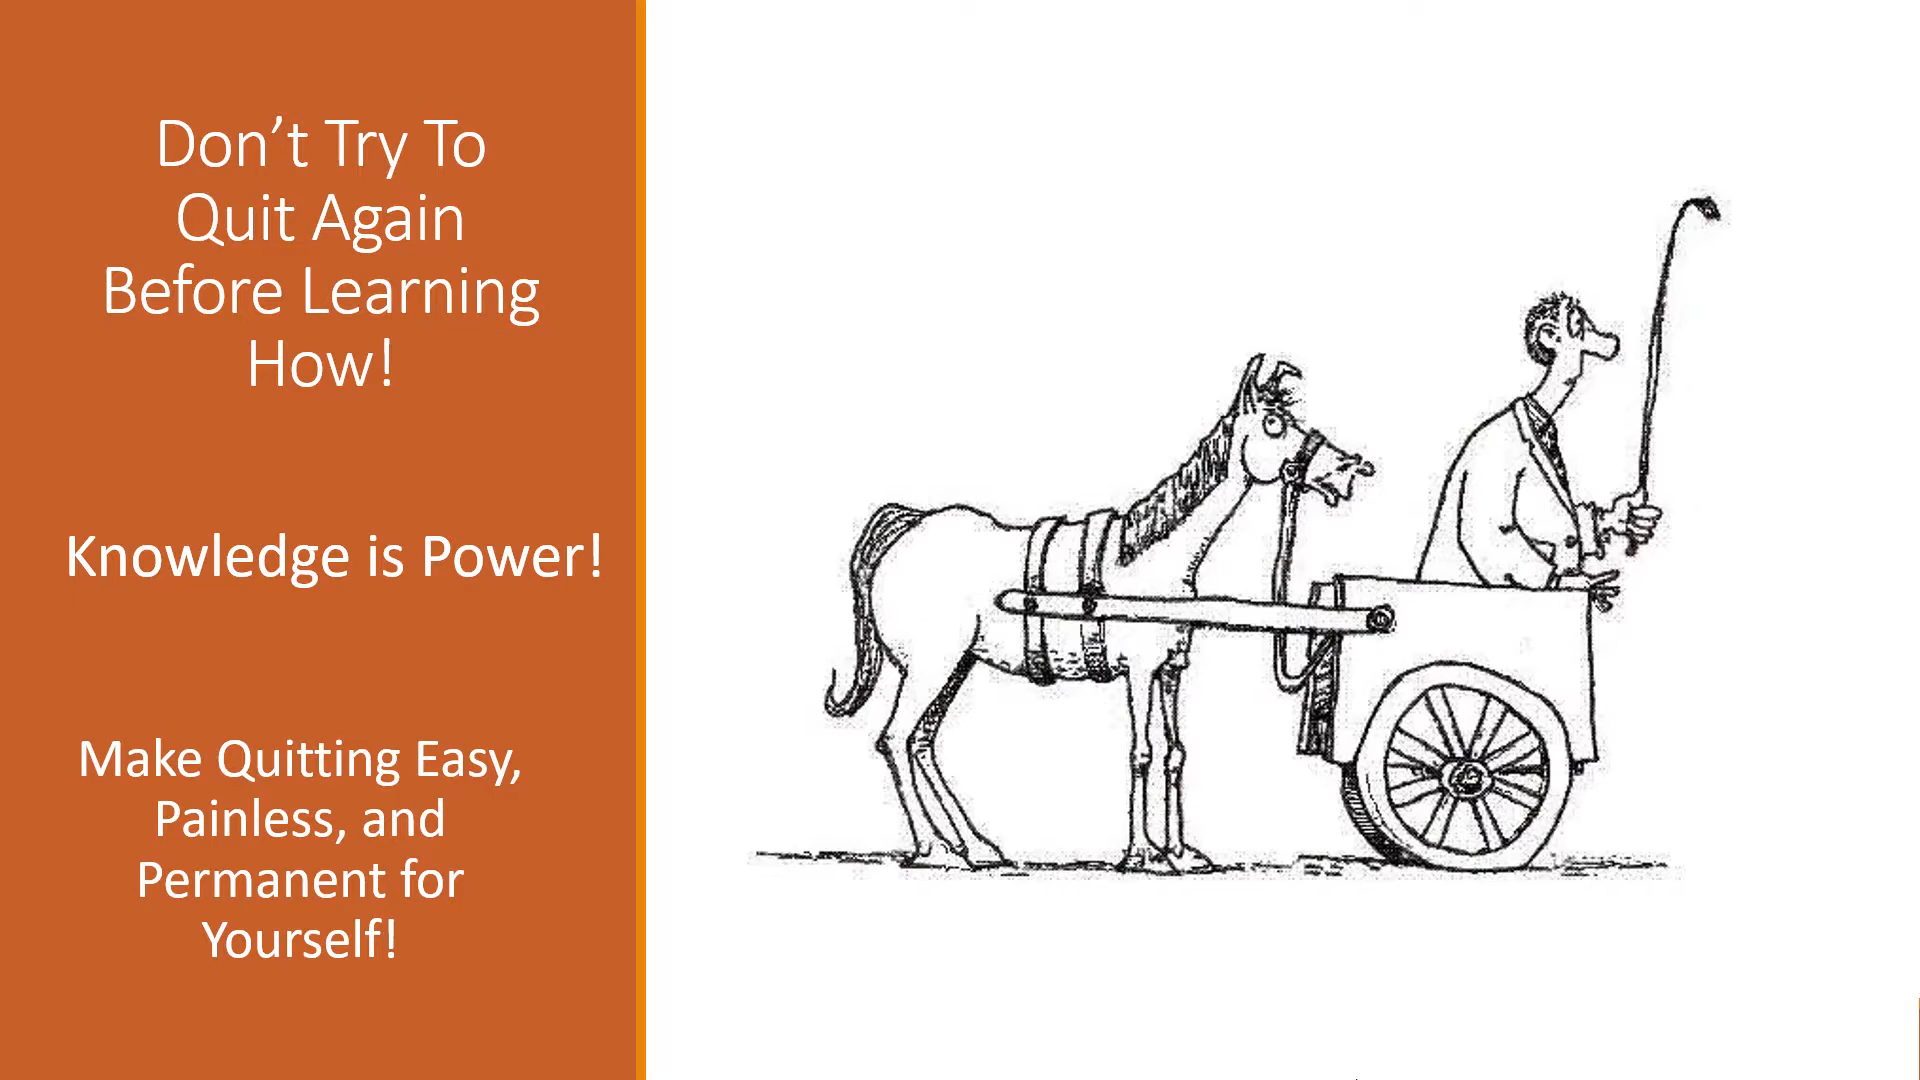 Don’t Try To
Quit Again
Before Learning
How!
Knowledge is Power!
Make Quitting Easy,
Painless, and
Permanent for
Yourself!